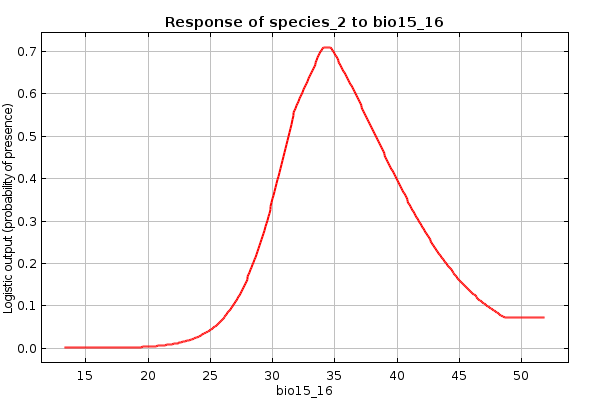 Response of species_2 to bio15_16
Logistic output (probability of presence)
0.7
0.6
0.5
0.4
0.3
0.2
0.1
0.0
15 20 25 30 35 40 45 50
bio15_16